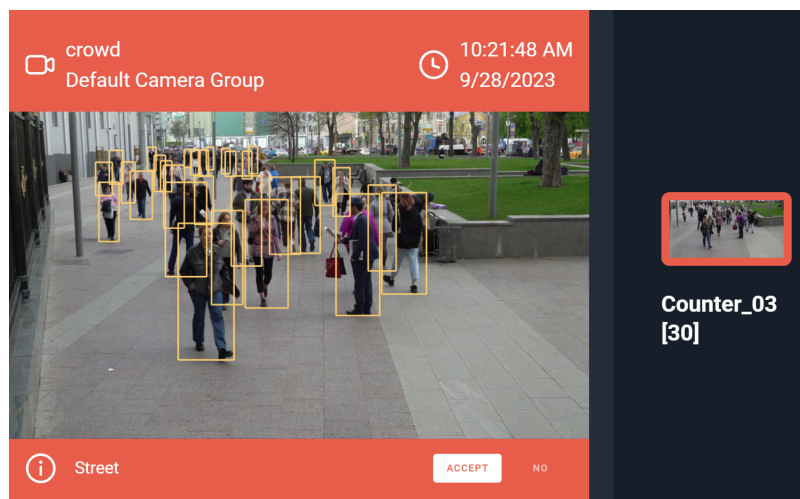 crowd
Default Camera Group
10:21:48 AM
9/28/2023
Counter_03
[30]
Street
ACCEPT
NO